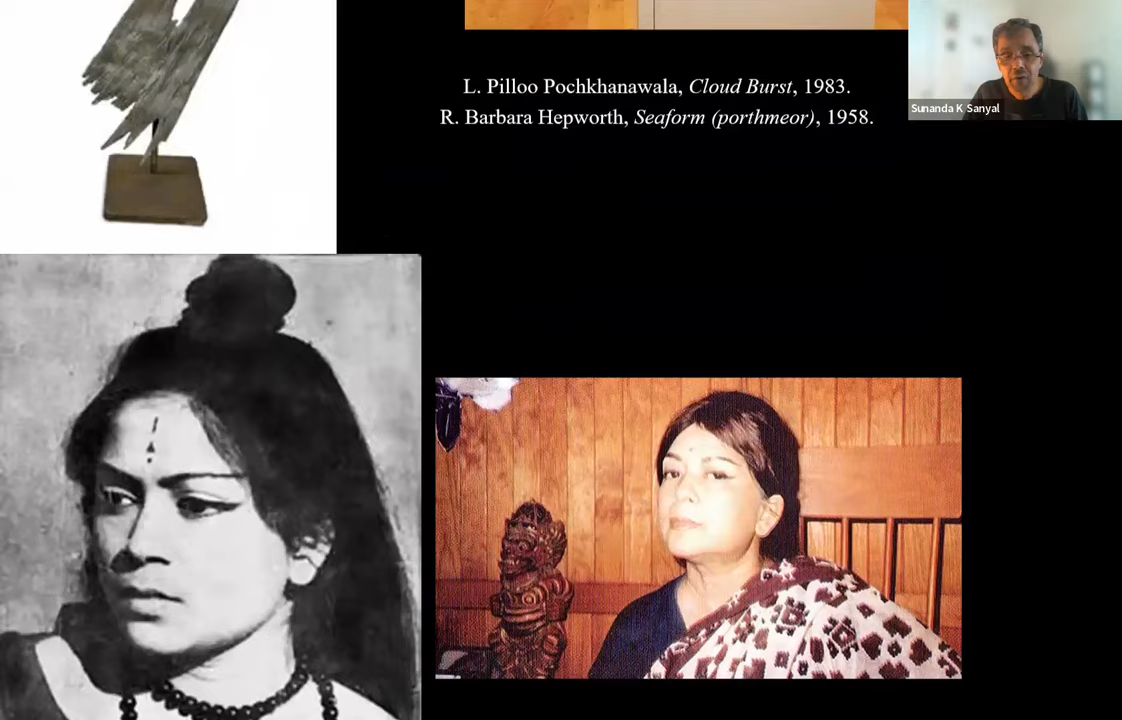 L. Pilloo Pochkhanawala, Cloud Burst, 1983.
R. Barbara Hepworth, Seaform (porthmeor), 1958.
Sunanda K Sanyal